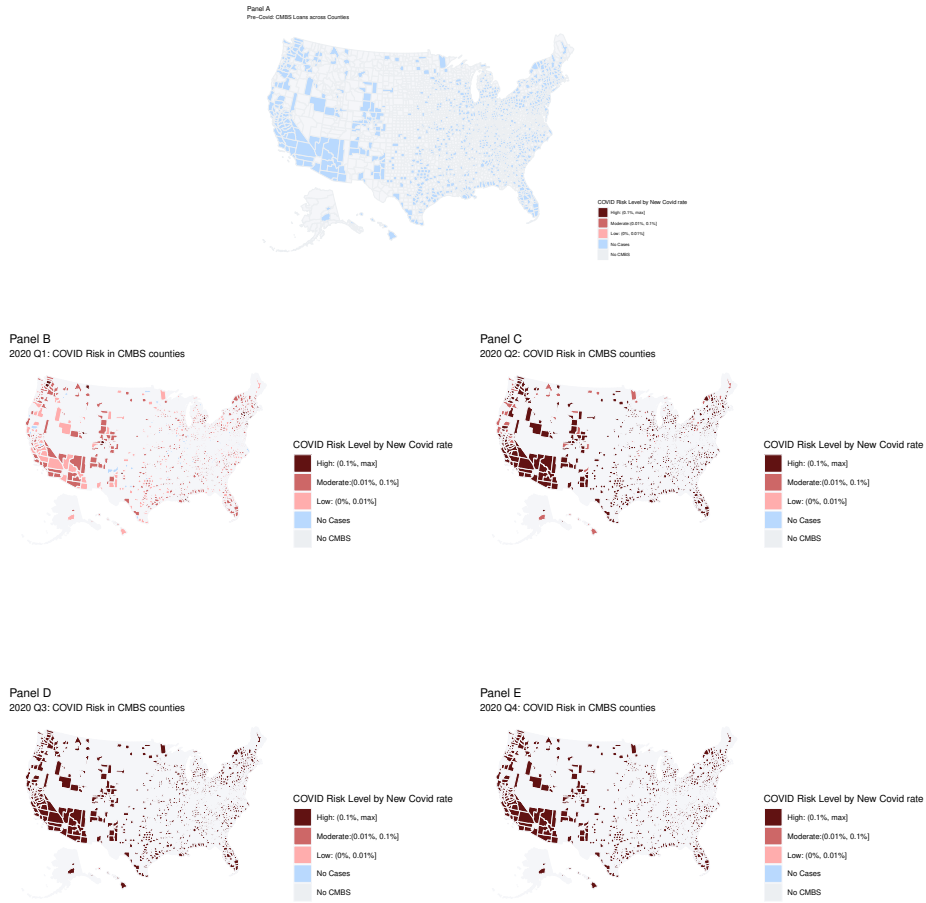 Panel A
Pre-Covid: CMBS Loans across Counties
COVID Risk Level by New Covid rate
High: (0.1%, max]
Moderate:(0.01%, 0.1%]
Low: (0%, 0.01%]
No Cases
No CMBS
Panel B
2020 Q1: COVID Risk in CMBS counties
COVID Risk Level by New Covid rate
High: (0.1%, max]
Moderate:(0.01%, 0.1%]
Low: (0%, 0.01%]
No Cases
No CMBS
Panel C
2020 Q2: COVID Risk in CMBS counties
COVID Risk Level by New Covid rate
High: (0.1%, max]
Moderate:(0.01%, 0.1%]
Low: (0%, 0.01%]
No Cases
No CMBS
Panel D
2020 Q3: COVID Risk in CMBS counties
COVID Risk Level by New Covid rate
High: (0.1%, max]
Moderate:(0.01%, 0.1%]
Low: (0%, 0.01%]
No Cases
No CMBS
Panel E
2020 Q4: COVID Risk in CMBS counties
COVID Risk Level by New Covid rate
High: (0.1%, max]
Moderate:(0.01%, 0.1%]
Low: (0%, 0.01%]
No Cases
No CMBS